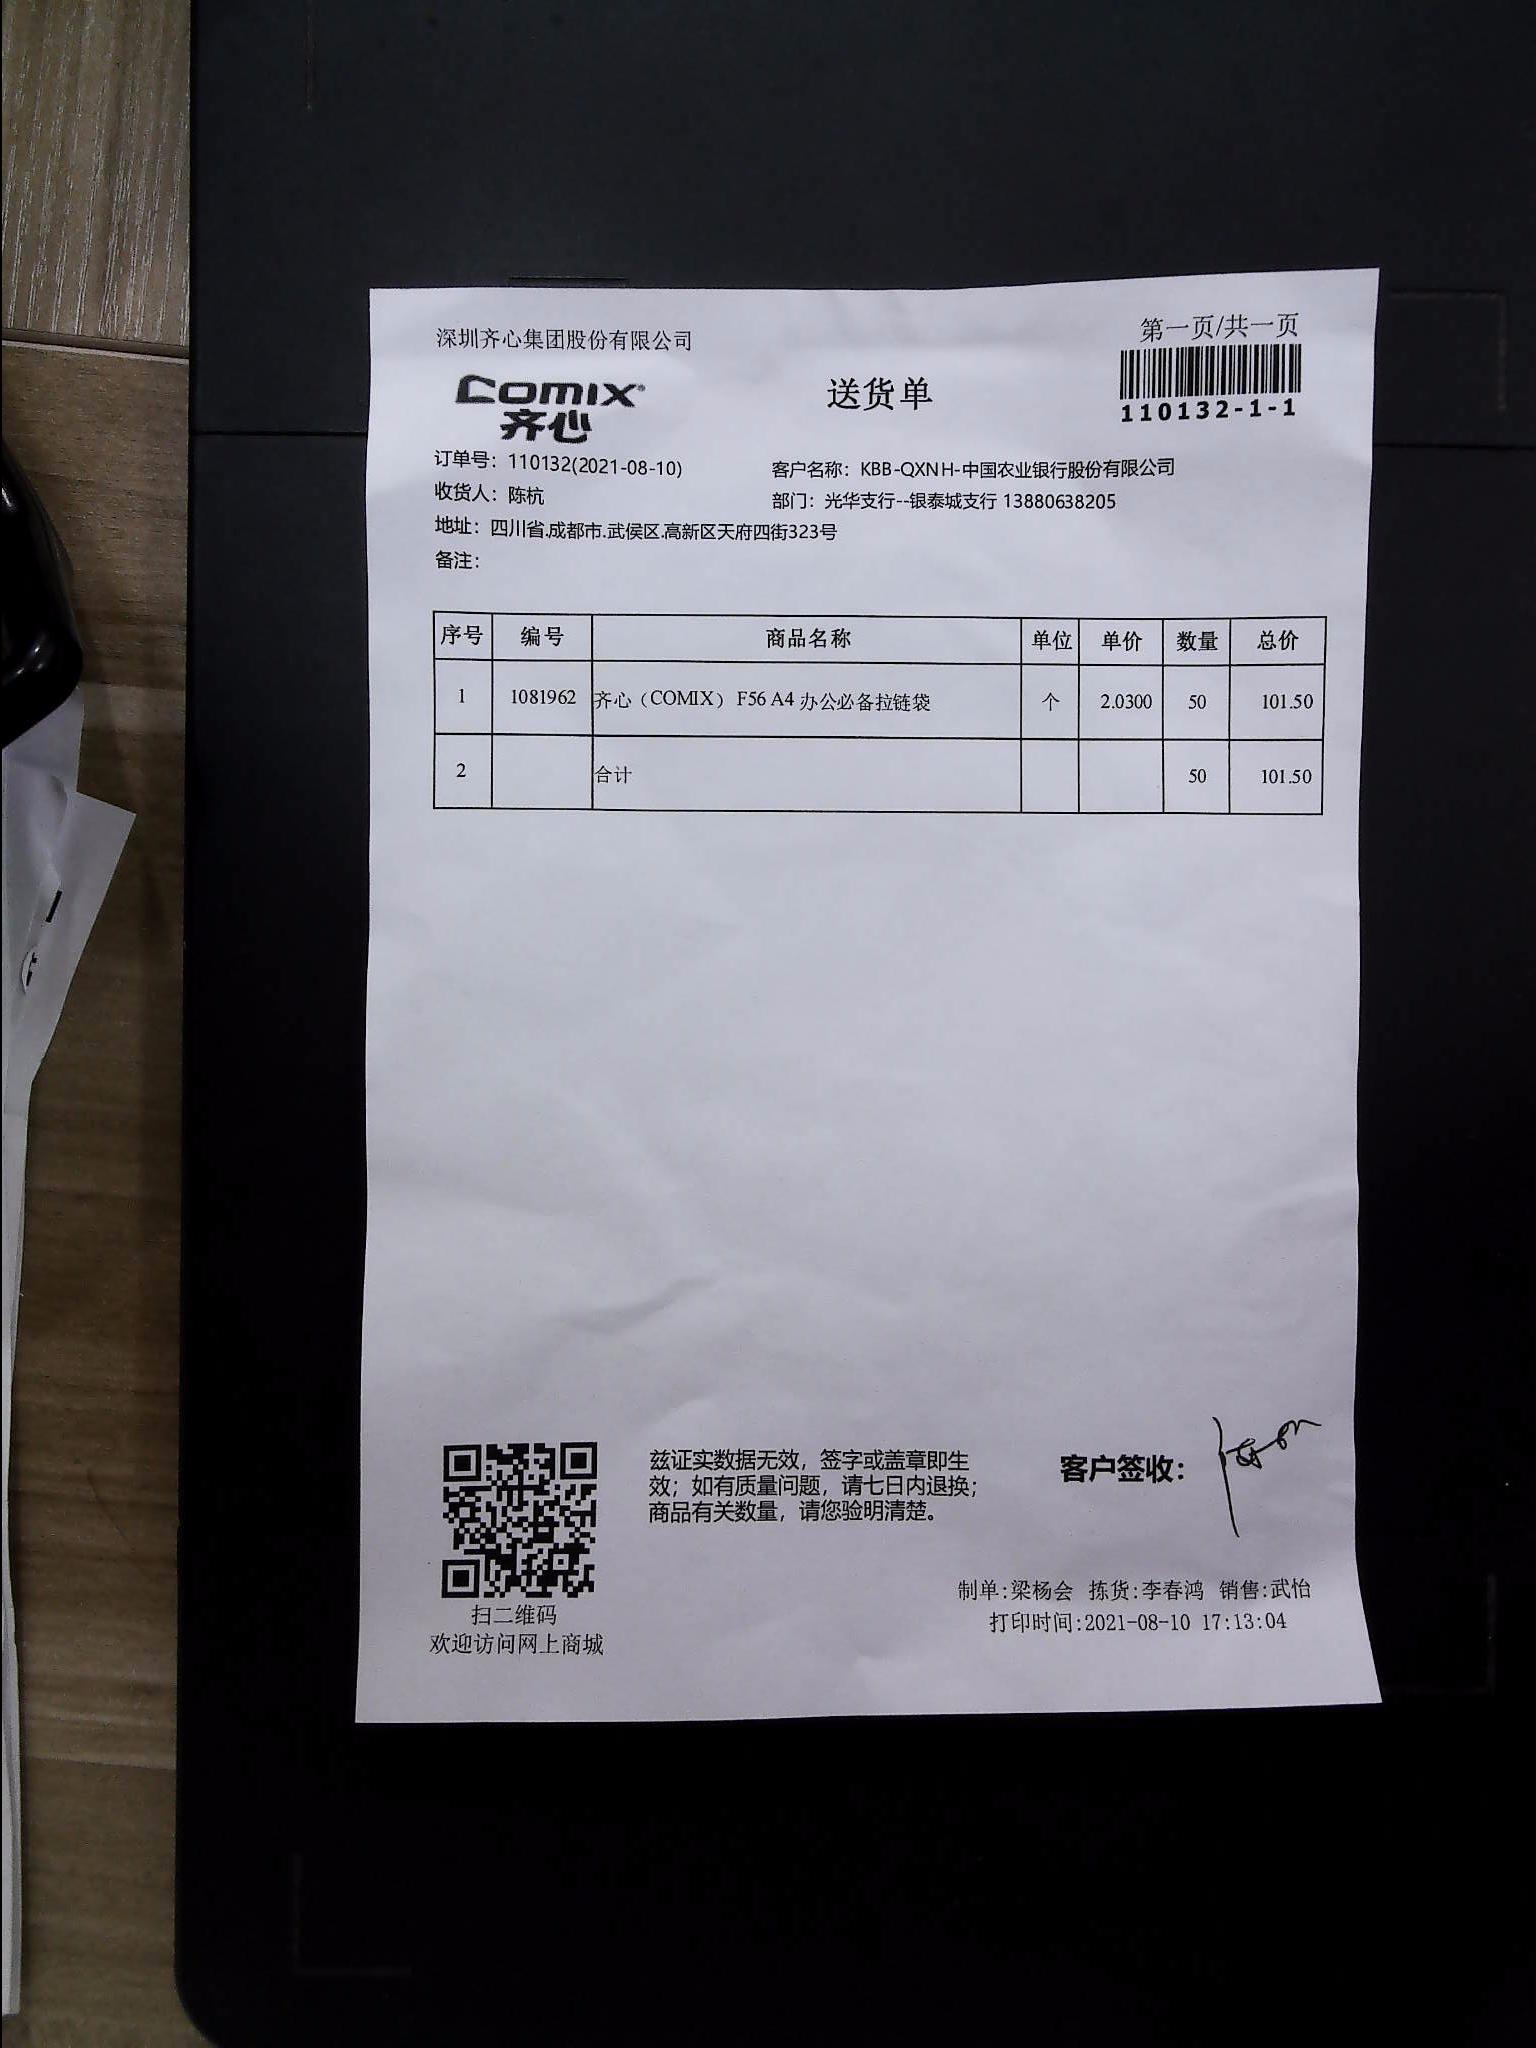 深圳齐心集团股份有限公司
第一页/共一页
COMIX®
齐心
送货单
110132-1-1
订单号：110132(2021-08-10)
客户名称：KBB-QXNH-中国农业银行股份有限公司
收货人：陈杭
部门：光华支行--银泰城支行 13880638205
地址：四川省.成都市.武侯区.高新区天府四街323号
备注：
序号 编号 商品名称 单位 单价 数量 总价
1 1081962 齐心（COMIX） F56 A4 办公必备拉链袋 个 2.0300 50 101.50
2 合计 50 101.50
兹证实数据无效，签字或盖章即生
效；如有质量问题，请七日内退换；
商品有关数量，请您验明清楚。
客户签收：
扫二维码
欢迎访问网上商城
制单:梁杨会 拣货:李春鸿 销售:武怡
打印时间:2021-08-10 17:13:04